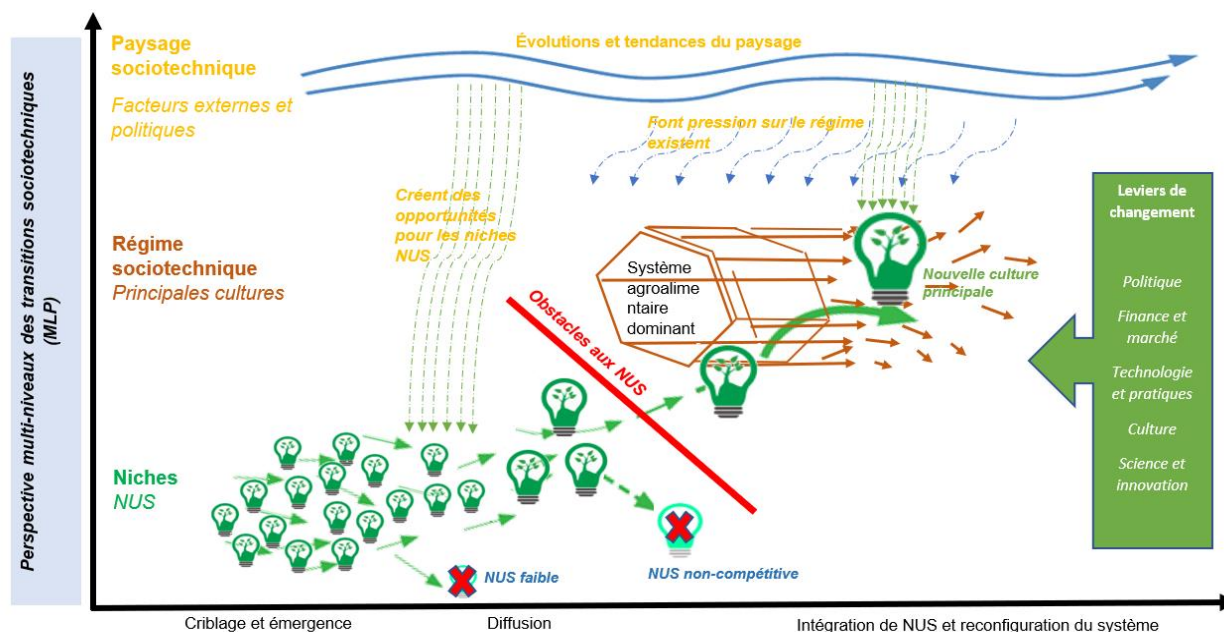 Perspective multi-niveaux des transitions sociotechniques
(MLP)
Paysage
sociotechnique
Facteurs externes et
politiques
Évolutions et tendances du paysage
Font pression sur le régime
existent
Créent des
opportunités
pour les niches
NUS
Régime
sociotechnique
Principales cultures
Système
agroalime
ntaire
dominant
Nouvelle culture
principale
Obstacles aux NUS
Niches
NUS
NUS faible
NUS non-compétitive
Leviers de
changement
Politique
Finance et
marché
Technologie
et pratiques
Culture
Science et
innovation
Criblage et émergence
Diffusion
Intégration de NUS et reconfiguration du système